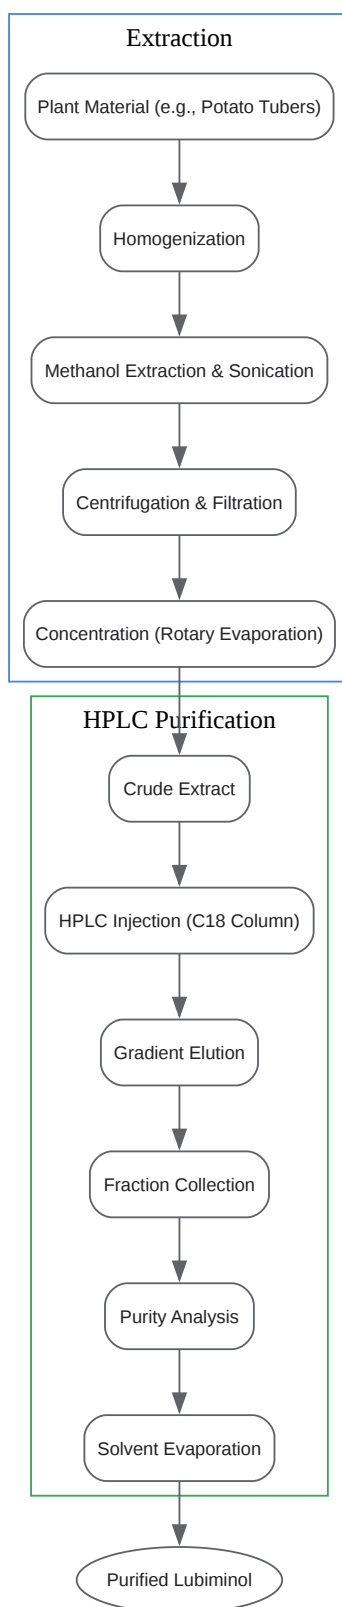 Extraction
Plant Material (e.g., Potato Tubers)
Homogenization
Methanol Extraction & Sonication
Centrifugation & Filtration
Concentration (Rotary Evaporation)
HPLC Purification
Crude Extract
HPLC Injection (C18 Column)
Gradient Elution
Fraction Collection
Purity Analysis
Solvent Evaporation
Purified Lubiminol